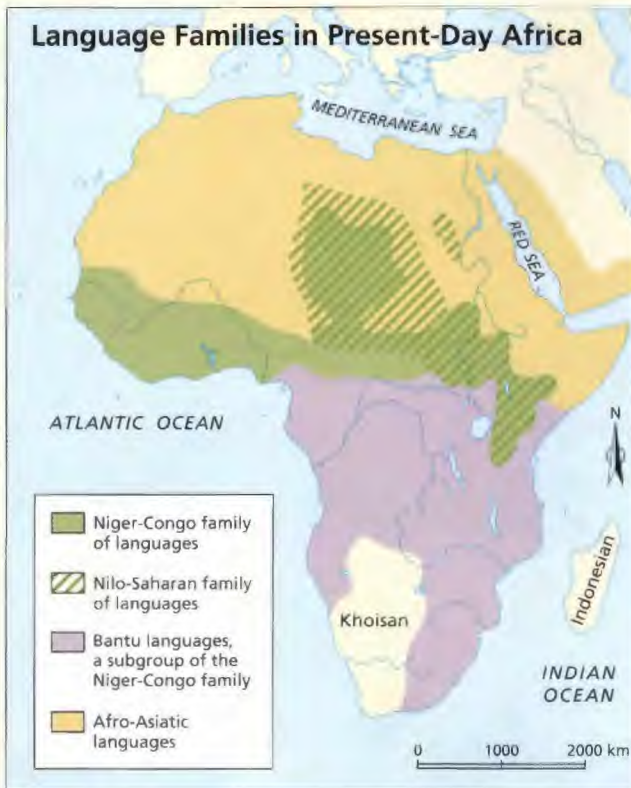 Language Families in Present-Day Africa
MEDITERRANEAN SEA
RED SEA
ATLANTIC OCEAN
N
Niger-Congo family
of languages
Nilo-Saharan family
of languages
Bantu languages,
a subgroup of the
Niger-Congo family
Afro-Asiatic
languages
Khoisan
Indonesian
INDIAN
OCEAN
0 1000 2000 km